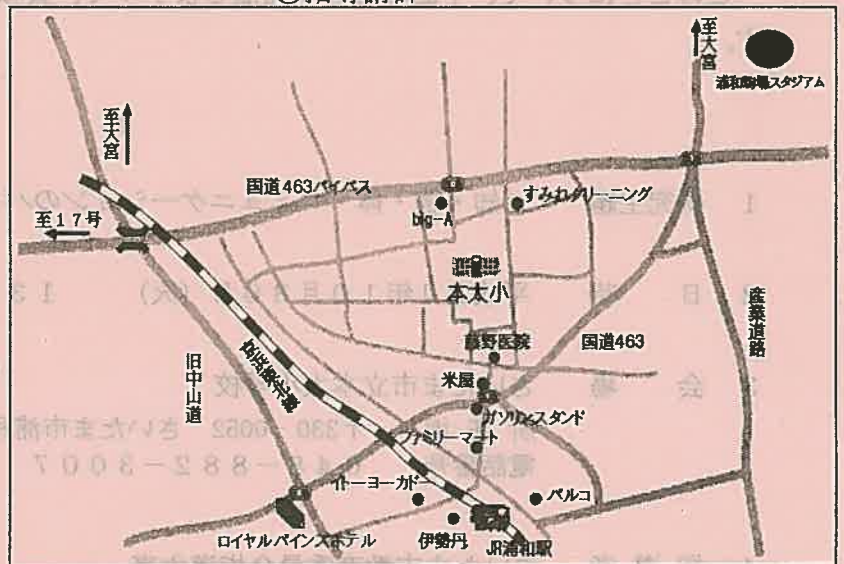 至大宮
浦和駒場スタジアム
至大宮
国道463バイパス
すみれクリーニング
big-A
至17号
本太小
産業道路
藤野医院
国道463
米屋
旧中山道
京浜東北線
ガソリンスタンド
ファミリーマート
イトーヨーカドー
パルコ
ロイヤルパインズホテル
伊勢丹
JR浦和駅